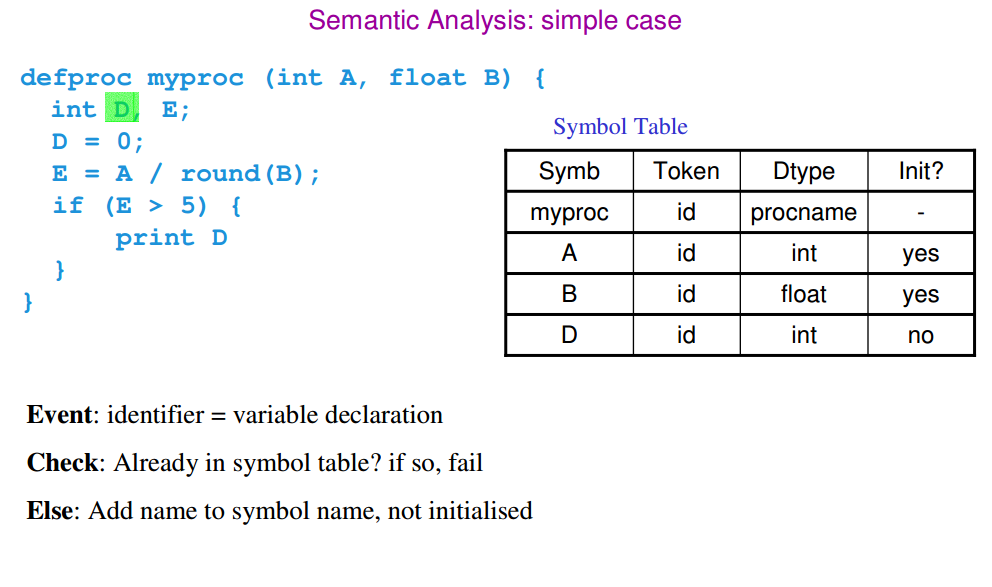 Semantic Analysis: simple case
defproc myproc (int A, float B) {
int D, E;
D = 0;
E = A / round(B);
if (E > 5) {
print D
}
}
Symbol Table
Symb Token Dtype Init?
myproc id procname -
A id int yes
B id float yes
D id int no
Event: identifier = variable declaration
Check: Already in symbol table? if so, fail
Else: Add name to symbol name, not initialised